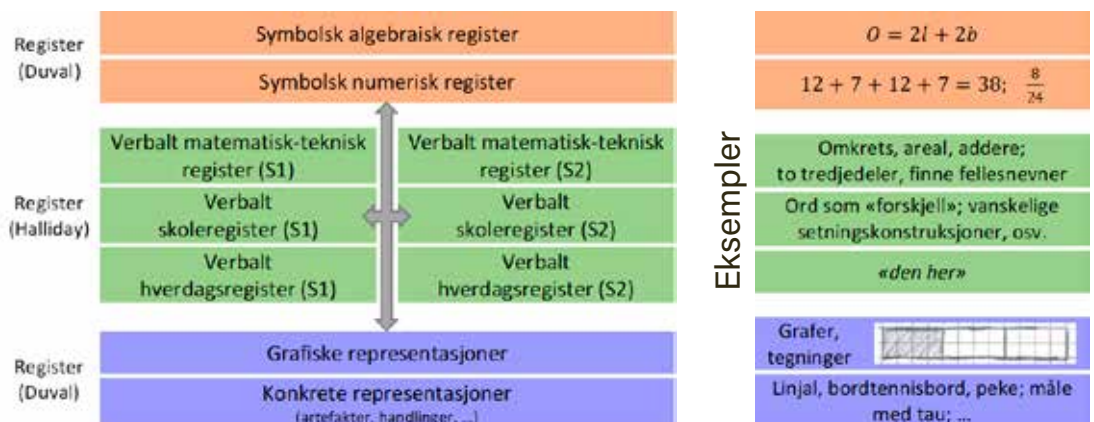 Register
(Duval)
Symbolsk algebraisk register
Symbolsk numerisk register
Register
(Halliday)
Verbalt matematisk-teknisk
register (S1)
Verbalt matematisk-teknisk
register (S2)
Verbalt
skoleregister (S1)
Verbalt
skoleregister (S2)
Verbalt
hverdagsregister (S1)
Verbalt
hverdagsregister (S2)
Register
(Duval)
Grafiske representasjoner
Konkrete representasjoner
(artefakter, handlinger, ...)
Eksempler
O = 2l + 2b
12 + 7 + 12 + 7 = 38; 8/24
Omkrets, areal, addere;
to tredjedeler, finne fellesnevner
Ord som «forskjell»; vanskelige
setningskonstruksjoner, osv.
«den her»
Grafer,
tegninger
Linjal, bordtennisbord, peke; måle
med tau; ...